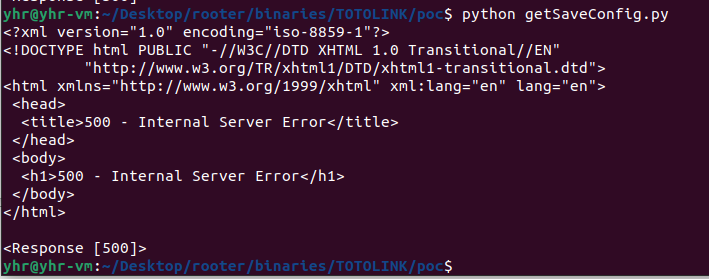 <Response [500]>
yhr@yhr-vm:~/Desktop/rooter/binaries/TOTOLINK/poc$ python getSaveConfig.py
<?xml version="1.0" encoding="iso-8859-1"?>
<!DOCTYPE html PUBLIC "-//W3C//DTD XHTML 1.0 Transitional//EN"
         "http://www.w3.org/TR/xhtml1/DTD/xhtml1-transitional.dtd">
<html xmlns="http://www.w3.org/1999/xhtml" xml:lang="en" lang="en">
 <head>
  <title>500 - Internal Server Error</title>
 </head>
 <body>
  <h1>500 - Internal Server Error</h1>
 </body>
</html>

<Response [500]>
yhr@yhr-vm:~/Desktop/rooter/binaries/TOTOLINK/poc$